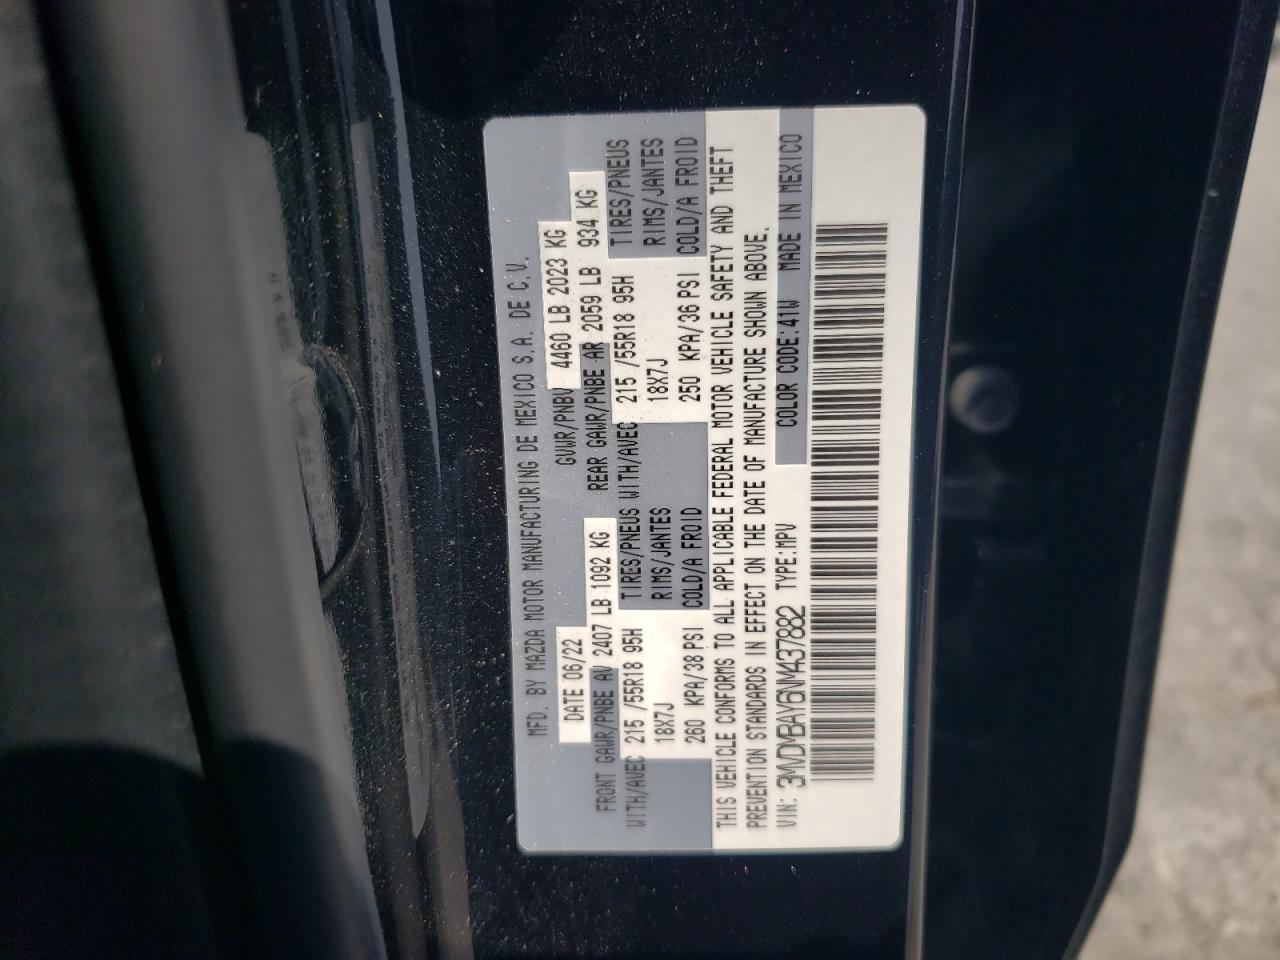 MFD. BY MAZDA MOTOR MANUFACTURING DE MEXICO S.A. DE C.V.
DATE 06/22 GVWR/PNBV 4460 LB 2023 KG
FRONT GAWR/PNBE AV 2407 LB 1092 KG REAR GAWR/PNBE AR 2059 LB 934 KG
WITH/AVEC 215 /55R18 95H TIRES/PNEUS WITH/AVEC 215 /55R18 95H TIRES/PNEUS
18X7J RIMS/JANTES 18X7J RIMS/JANTES
260 KPA/38 PSI COLD/A FROID 250 KPA/36 PSI COLD/A FROID
THIS VEHICLE CONFORMS TO ALL APPLICABLE FEDERAL MOTOR VEHICLE SAFETY AND THEFT
PREVENTION STANDARDS IN EFFECT ON THE DATE OF MANUFACTURE SHOWN ABOVE.
VIN: 3MVDMBAY6NM437882 TYPE:MPV COLOR CODE:41W MADE IN MEXICO